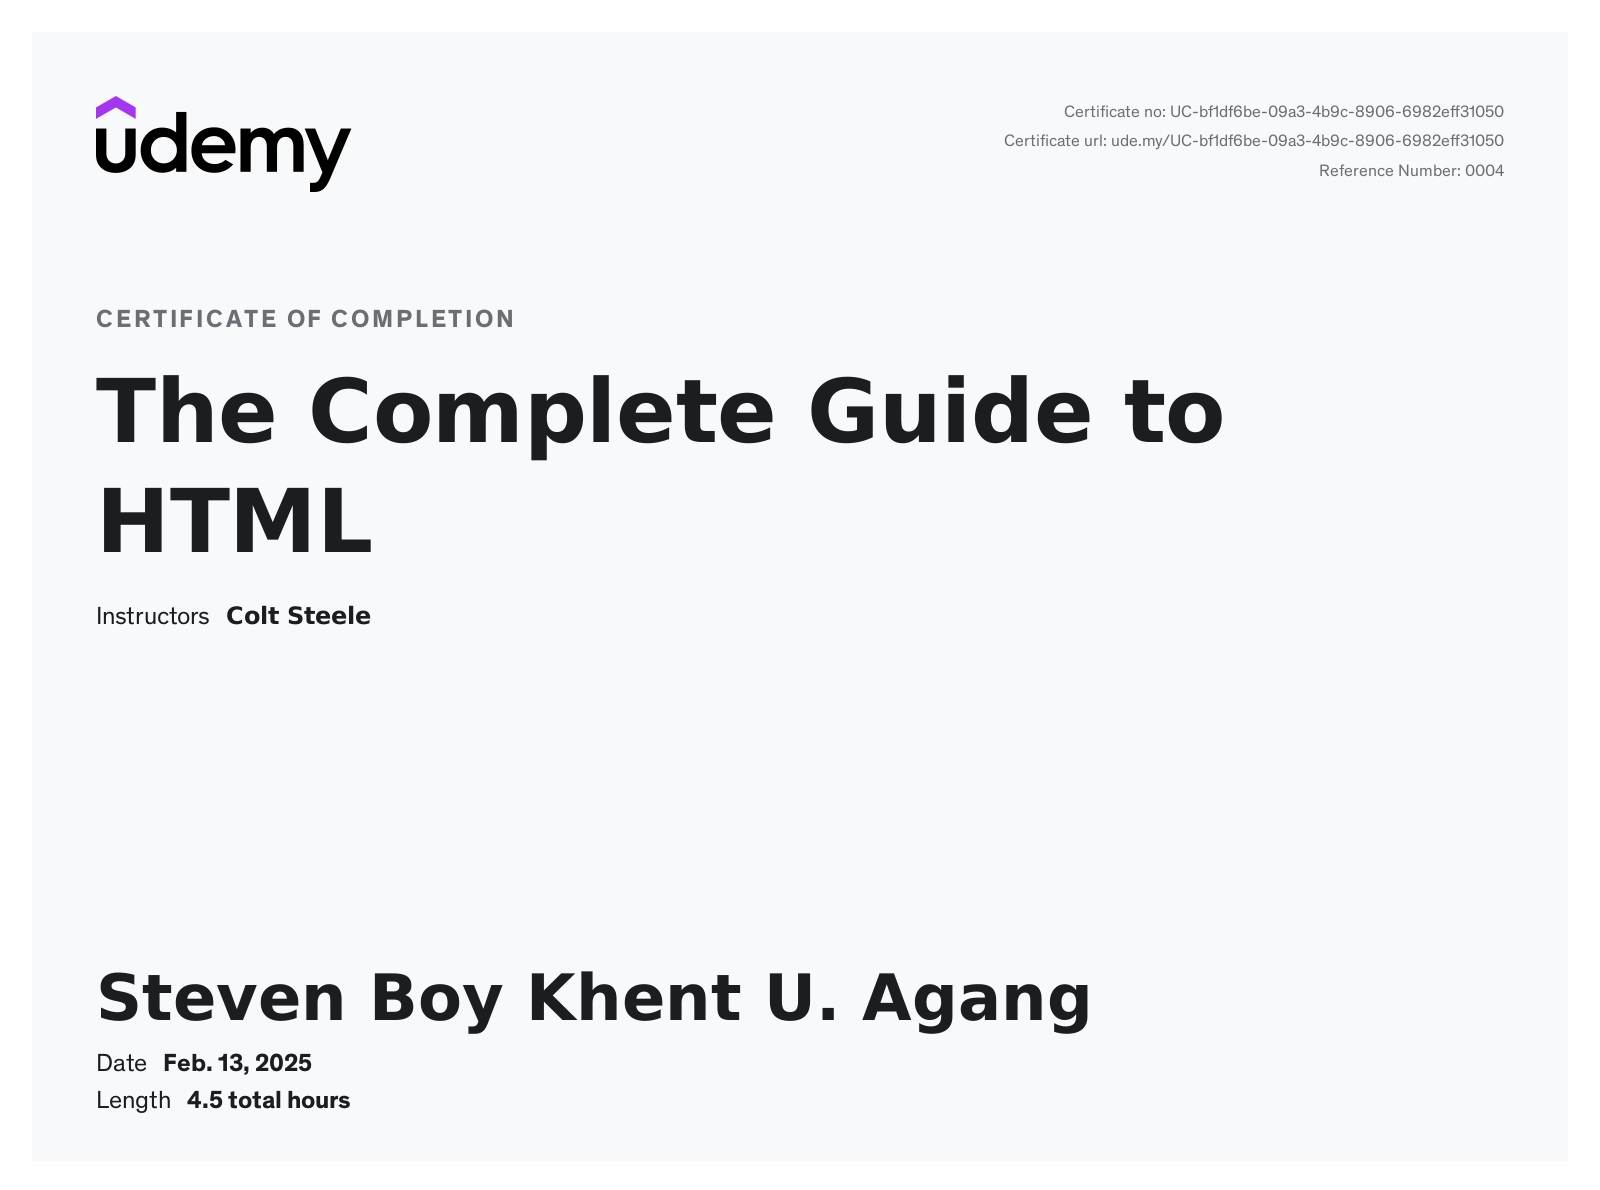 udemy
Certificate no: UC-bf1df6be-09a3-4b9c-8906-6982eff31050
Certificate url: ude.my/UC-bf1df6be-09a3-4b9c-8906-6982eff31050
Reference Number: 0004
CERTIFICATE OF COMPLETION
The Complete Guide to
HTML
Instructors Colt Steele
Steven Boy Khent U. Agang
Date Feb. 13, 2025
Length 4.5 total hours